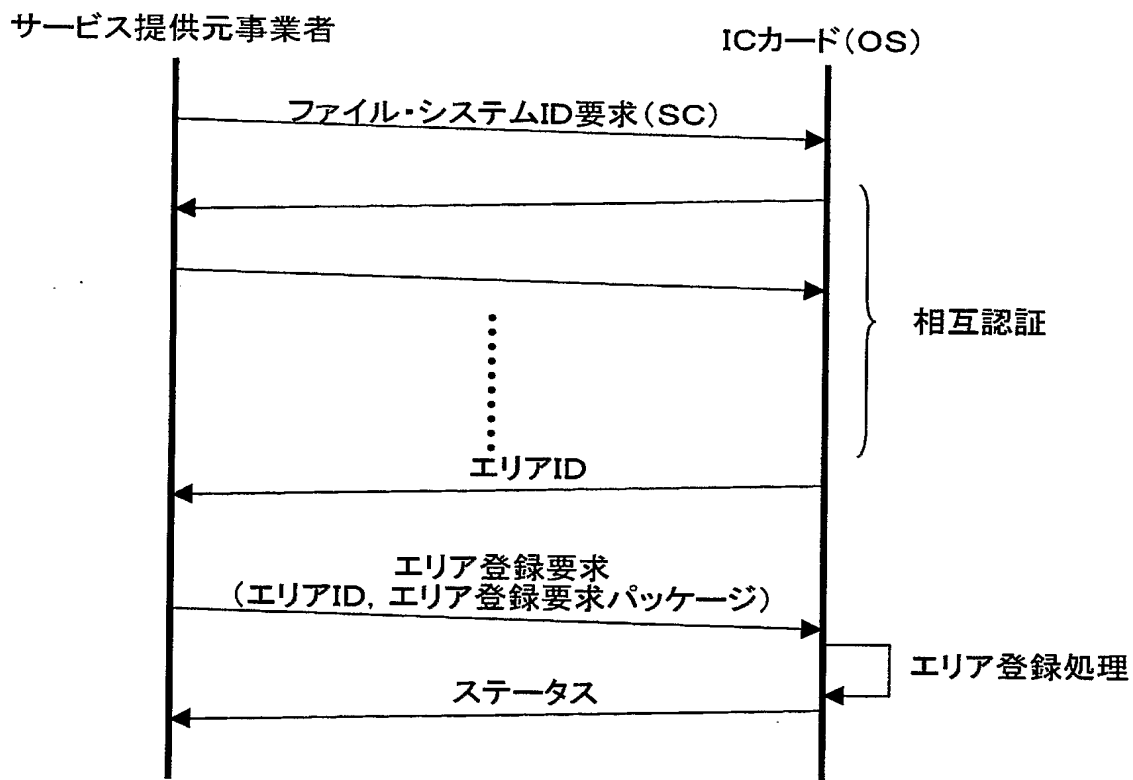 サービス提供元事業者
ICカード(OS)
ファイル・システムID要求(SC)
相互認証
エリアID
エリア登録要求
(エリアID, エリア登録要求パッケージ)
エリア登録処理
ステータス